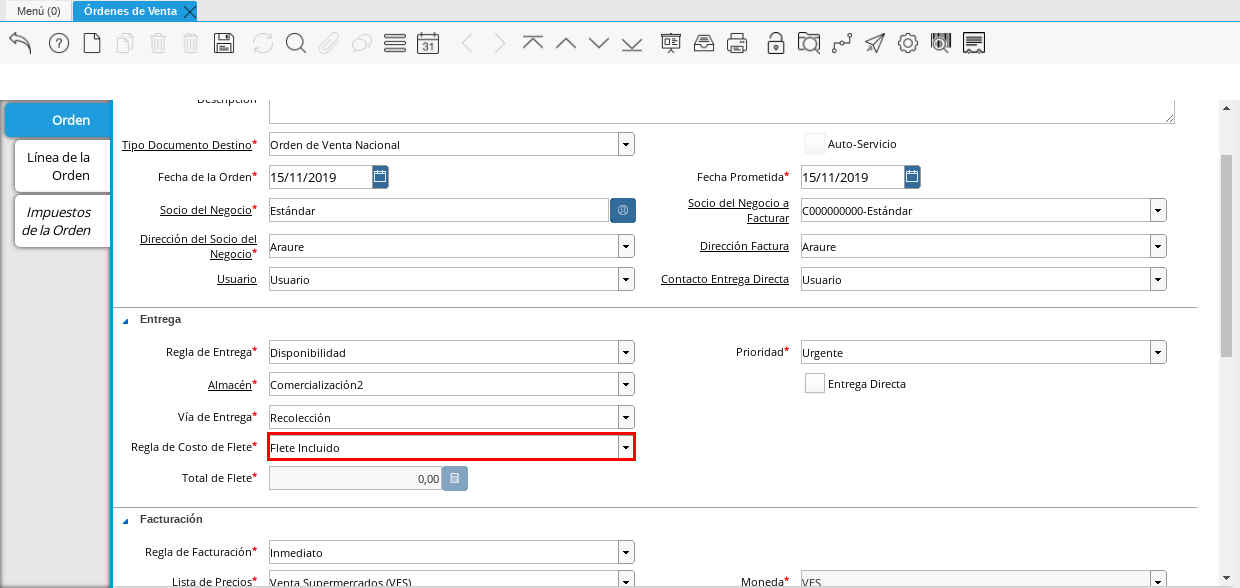 Menú (0)
Órdenes de Venta
31
Orden
Línea de la
Orden
Impuestos
de la Orden
Descripción
Tipo Documento Destino*
Orden de Venta Nacional
Auto-Servicio
Fecha de la Orden*
15/11/2019
Fecha Prometida*
15/11/2019
Socio del Negocio*
Estándar
Socio del Negocio a
Facturar
C000000000-Estándar
Dirección del Socio del
Negocio*
Araure
Dirección Factura
Araure
Usuario
Usuario
Contacto Entrega Directa
Usuario
Entrega
Regla de Entrega*
Disponibilidad
Prioridad*
Urgente
Almacén*
Comercialización2
Entrega Directa
Vía de Entrega*
Recolección
Regla de Costo de Flete*
Flete Incluido
Total de Flete*
0,00
Facturación
Regla de Facturación*
Inmediato
Lista de Precios*
Venta Supermercados (VES)
Moneda*
VES